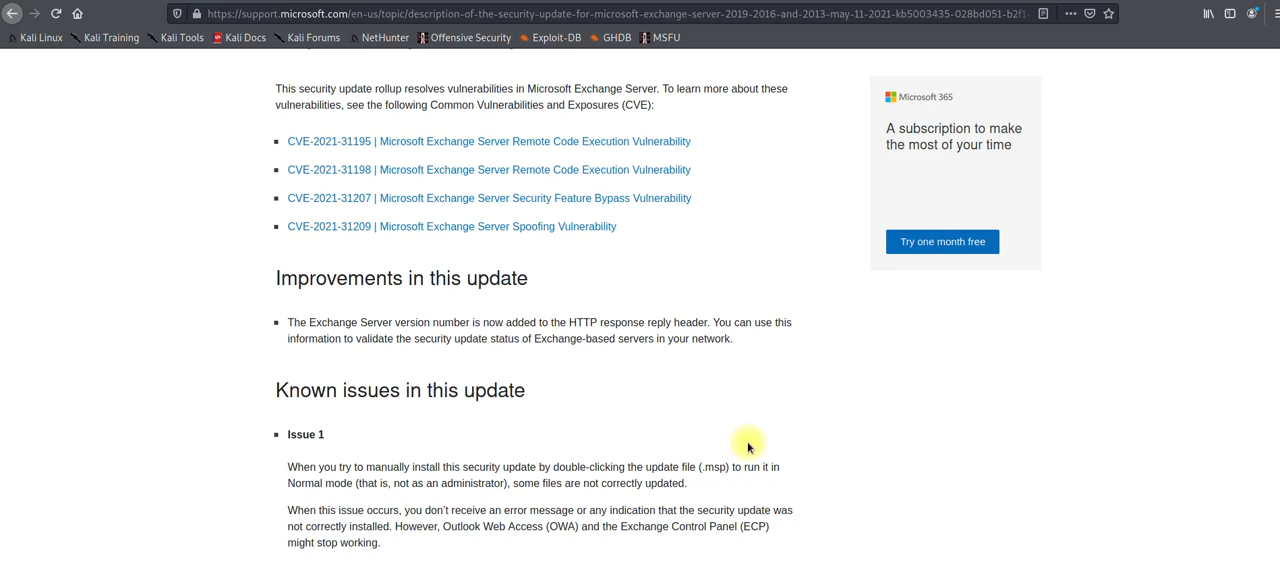 https://support.microsoft.com/en-us/topic/description-of-the-security-update-for-microsoft-exchange-server-2019-2016-and-2013-may-11-2021-kb5003435-028bd051-b2f1
Kali Linux Kali Training Kali Tools Kali Docs Kali Forums NetHunter Offensive Security Exploit-DB GHDB MSFU
This security update rollup resolves vulnerabilities in Microsoft Exchange Server. To learn more about these
vulnerabilities, see the following Common Vulnerabilities and Exposures (CVE):
CVE-2021-31195 | Microsoft Exchange Server Remote Code Execution Vulnerability
CVE-2021-31198 | Microsoft Exchange Server Remote Code Execution Vulnerability
CVE-2021-31207 | Microsoft Exchange Server Security Feature Bypass Vulnerability
CVE-2021-31209 | Microsoft Exchange Server Spoofing Vulnerability
Improvements in this update
The Exchange Server version number is now added to the HTTP response reply header. You can use this
information to validate the security update status of Exchange-based servers in your network.
Known issues in this update
Issue 1
When you try to manually install this security update by double-clicking the update file (.msp) to run it in
Normal mode (that is, not as an administrator), some files are not correctly updated.
When this issue occurs, you don't receive an error message or any indication that the security update was
not correctly installed. However, Outlook Web Access (OWA) and the Exchange Control Panel (ECP)
might stop working.
Microsoft 365
A subscription to make
the most of your time
Try one month free